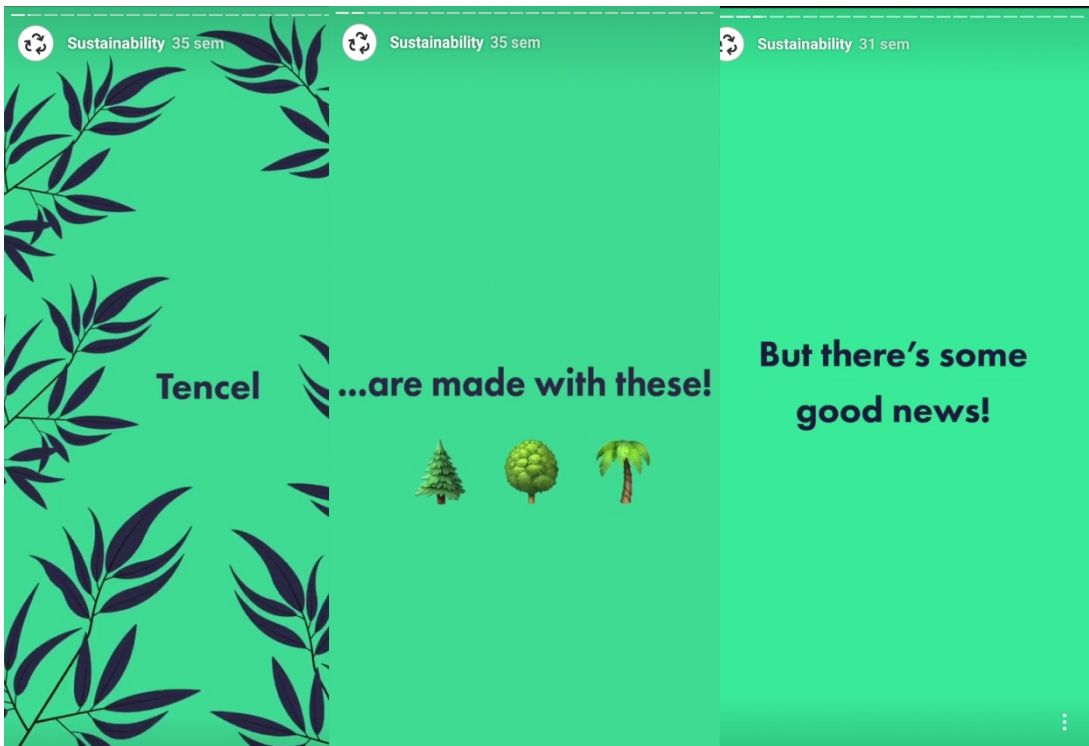 Sustainability 35 sem
Tencel
Sustainability 35 sem
...are made with these!
Sustainability 31 sem
But there’s some
good news!